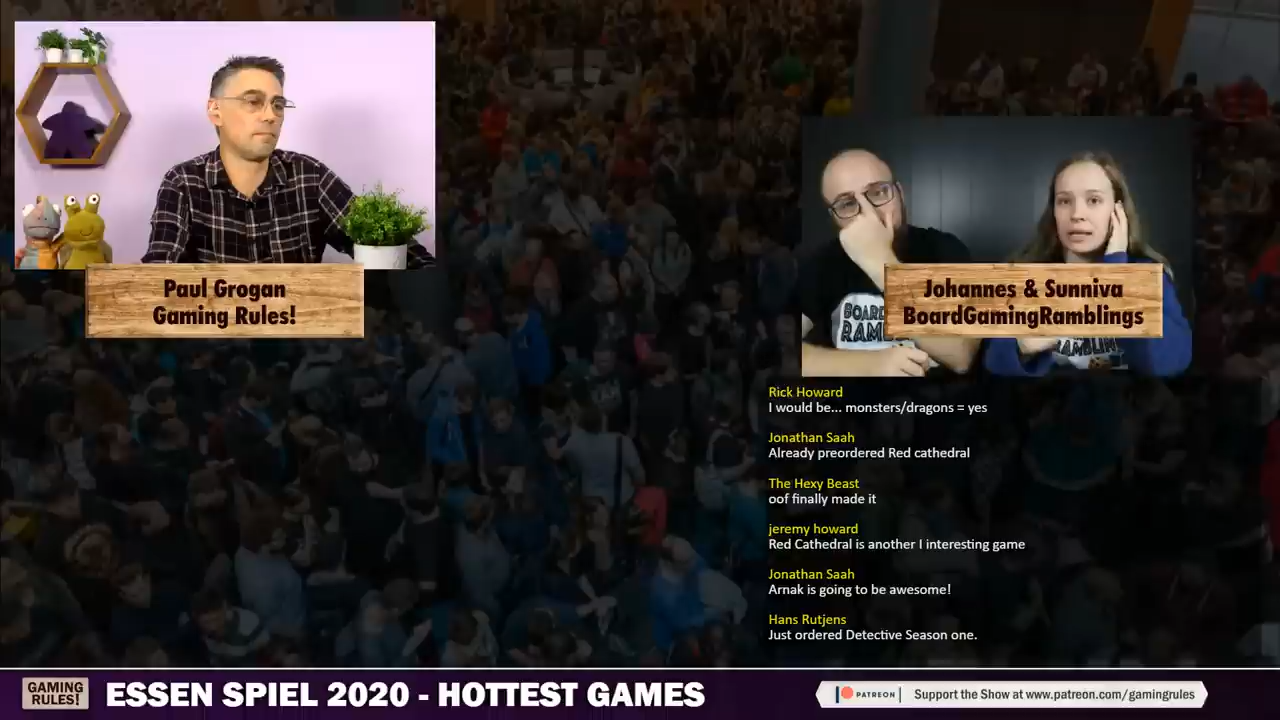 Paul Grogan
Gaming Rules!
Johannes & Sunniva
BoardGamingRamblings
BOARD
RAM
RAMBLIN
Rick Howard
I would be... monsters/dragons = yes
Jonathan Saah
Already preordered Red cathedral
The Hexy Beast
oof finally made it
jeremy howard
Red Cathedral is another I interesting game
Jonathan Saah
Arnak is going to be awesome!
Hans Rutjens
Just ordered Detective Season one.
GAMING
RULES!
ESSEN SPIEL 2020 - HOTTEST GAMES
PATREON
Support the Show at www.patreon.com/gamingrules